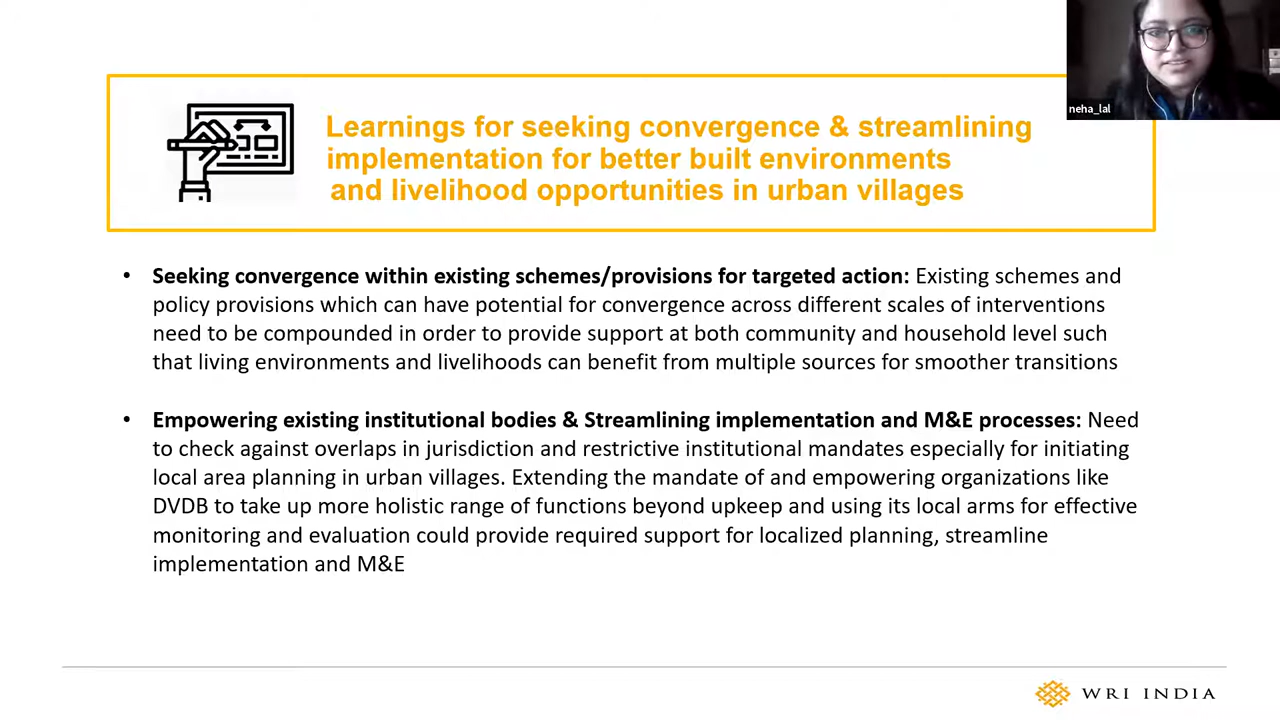 neha_lal
Learnings for seeking convergence & streamlining
implementation for better built environments
and livelihood opportunities in urban villages
• Seeking convergence within existing schemes/provisions for targeted action: Existing schemes and
policy provisions which can have potential for convergence across different scales of interventions
need to be compounded in order to provide support at both community and household level such
that living environments and livelihoods can benefit from multiple sources for smoother transitions
• Empowering existing institutional bodies & Streamlining implementation and M&E processes: Need
to check against overlaps in jurisdiction and restrictive institutional mandates especially for initiating
local area planning in urban villages. Extending the mandate of and empowering organizations like
DVDB to take up more holistic range of functions beyond upkeep and using its local arms for effective
monitoring and evaluation could provide required support for localized planning, streamline
implementation and M&E
WRI INDIA